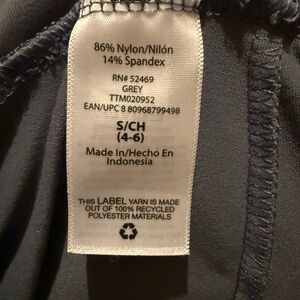 86% Nylon/Nilón
14% Spandex
RN# 52469
GREY
TTM020952
EAN/UPC 8 80968799498
S/CH
(4-6)
Made In/Hecho En
Indonesia
THIS LABEL YARN IS MADE
OUT OF 100% RECYCLED
POLYESTER MATERIALS